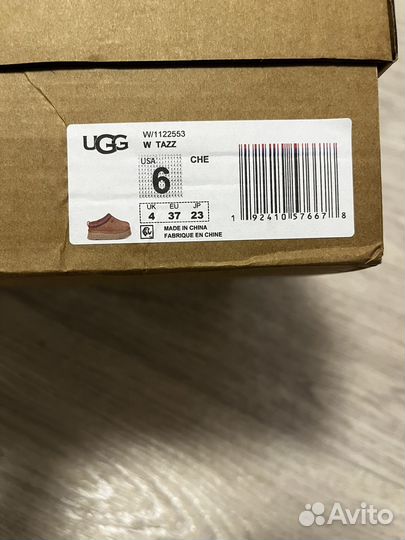 UGG
W/1122553
W TAZZ
USA
6
CHE
UK EU JP
4 37 23
MADE IN CHINA
FABRIQUE EN CHINE
1 92410 57667 8
Avito